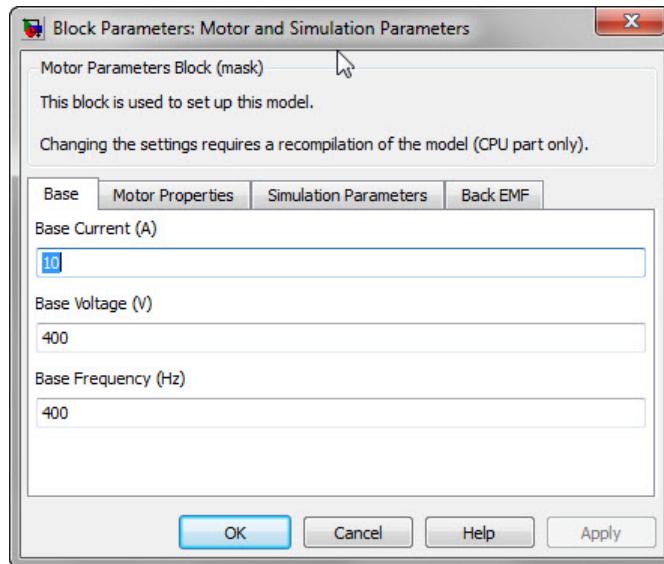 Block Parameters: Motor and Simulation Parameters
Motor Parameters Block (mask)
This block is used to set up this model.
Changing the settings requires a recompilation of the model (CPU part only).
Base Motor Properties Simulation Parameters Back EMF
Base Current (A)
10
Base Voltage (V)
400
Base Frequency (Hz)
400
OK Cancel Help Apply